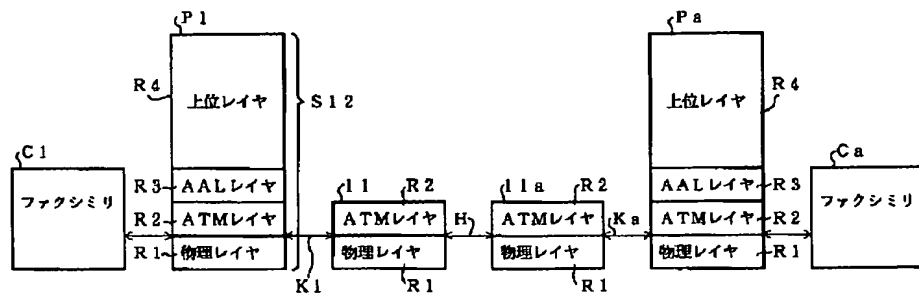 P1
Pa
R4
上位レイヤ
S12
上位レイヤ
R4
C1
Ca
ファクシミリ
R3
AALレイヤ
11
R2
11a
R2
AALレイヤ
R3
ファクシミリ
R2
ATMレイヤ
ATMレイヤ
H
ATMレイヤ
Ka
ATMレイヤ
R2
R1
物理レイヤ
物理レイヤ
物理レイヤ
物理レイヤ
R1
K1
R1
R1